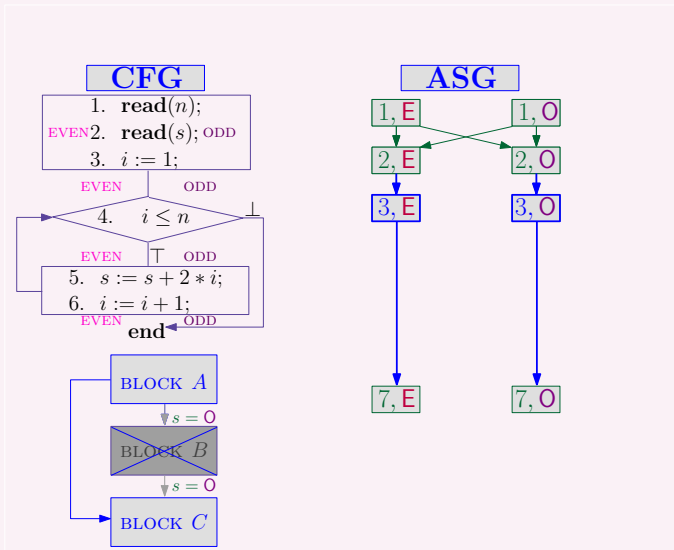 CFG
1. read(n);
EVEN 2. read(s); ODD
3. i := 1;
EVEN ODD
4. i ≤ n ⊥
EVEN ⊤ ODD
5. s := s + 2 ∗ i;
6. i := i + 1;
EVEN ODD
end
BLOCK A
s = O
BLOCK B
s = O
BLOCK C
ASG
1, E 1, O
2, E 2, O
3, E 3, O
7, E 7, O